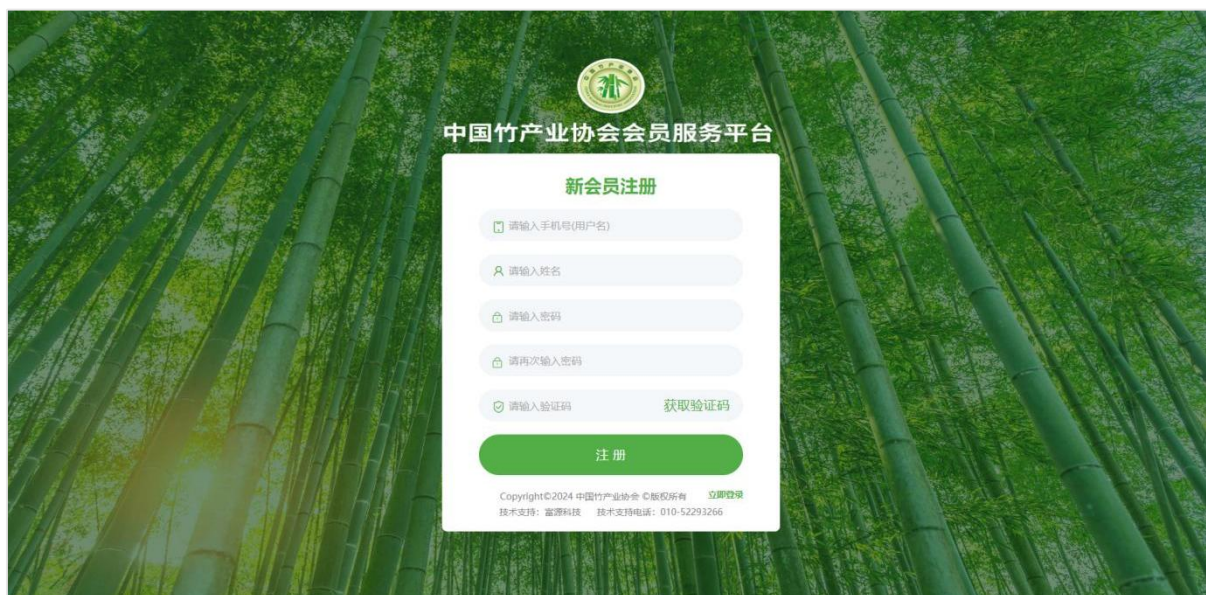 中国竹产业协会会员服务平台
新会员注册
请输入手机号(用户名)
请输入姓名
请输入密码
请再次输入密码
请输入验证码 获取验证码
注 册
Copyright©2024 中国竹产业协会 ©版权所有 立即登录
技术支持：富源科技 技术支持电话：010-52293266